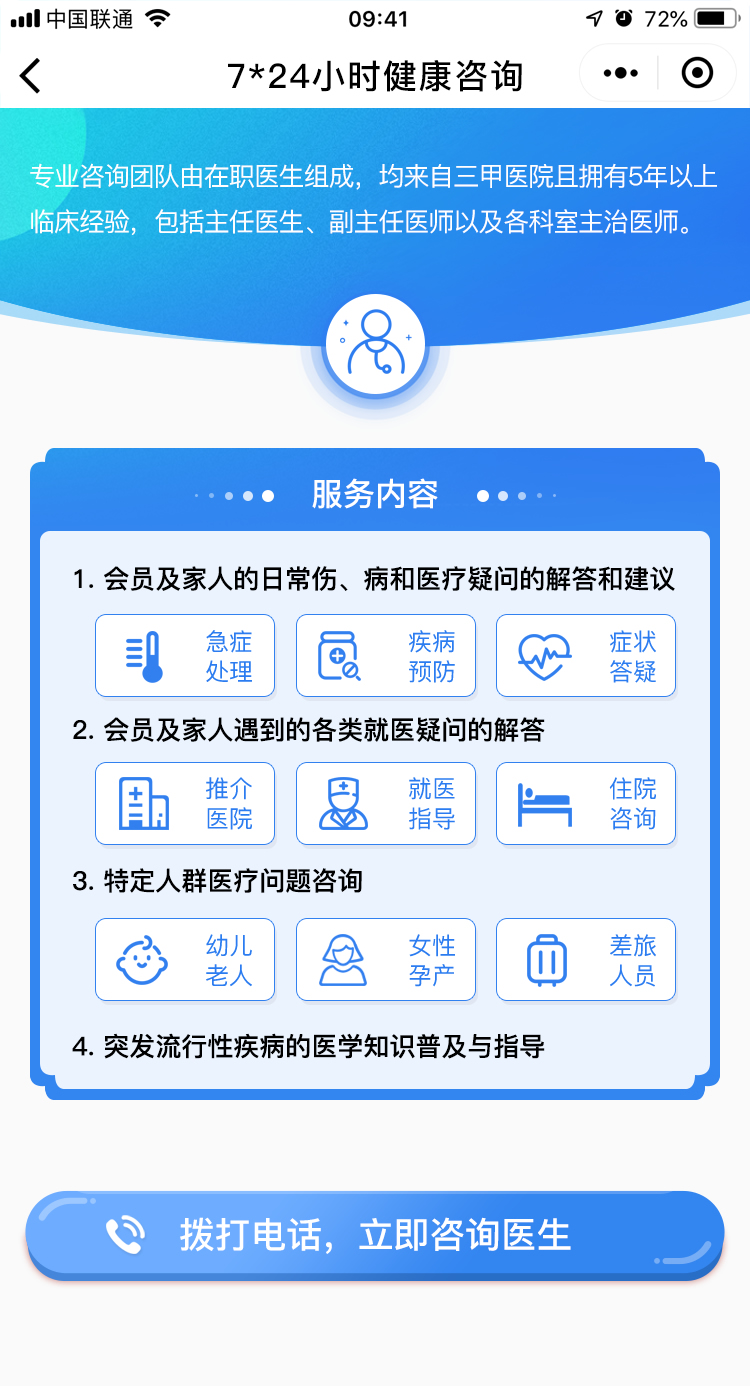 中国联通 09:41 72%
7*24小时健康咨询
专业咨询团队由在职医生组成，均来自三甲医院且拥有5年以上
临床经验，包括主任医生、副主任医师以及各科室主治医师。
服务内容
1. 会员及家人的日常伤、病和医疗疑问的解答和建议
急症
处理
疾病
预防
症状
答疑
2. 会员及家人遇到的各类就医疑问的解答
推介
医院
就医
指导
住院
咨询
3. 特定人群医疗问题咨询
幼儿
老人
女性
孕产
差旅
人员
4. 突发流行性疾病的医学知识普及与指导
拨打电话，立即咨询医生